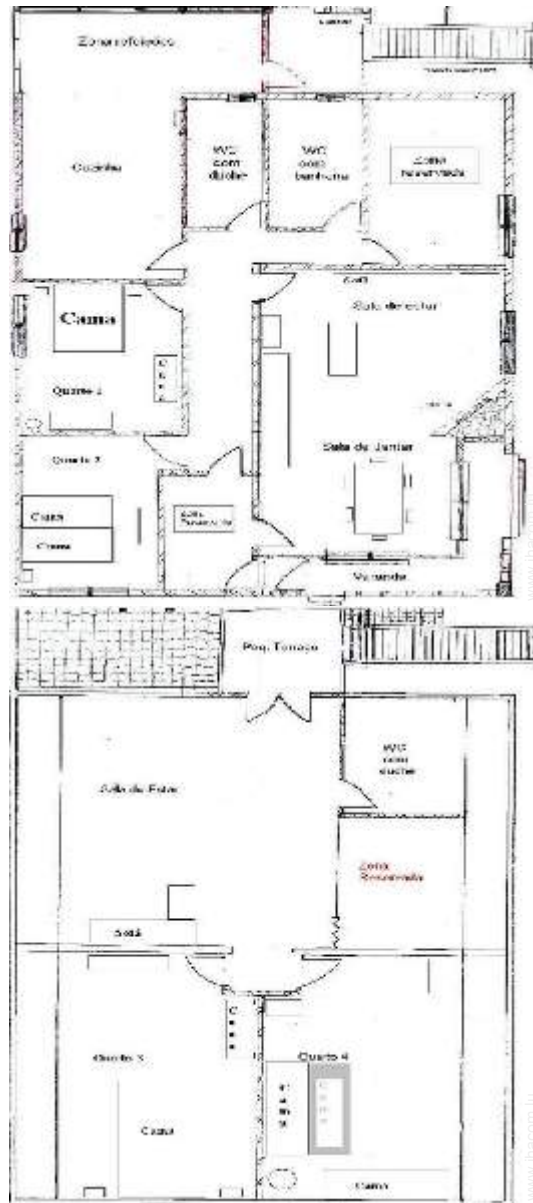 Zona refeições
Cozinha
WC
com
duche
WC
com
banheira
Zona
reservada
Sofá
Sala de estar
Cama
Quarto 1
Sala de Jantar
Quarto 2
Cama
Cama
Zona
Reservada
Varanda
Peq. Terraço
WC
com
duche
Sala de Estar
Zona
Reservada
Sofá
Quarto 3
Quarto 4
Cama
Cama
Cama